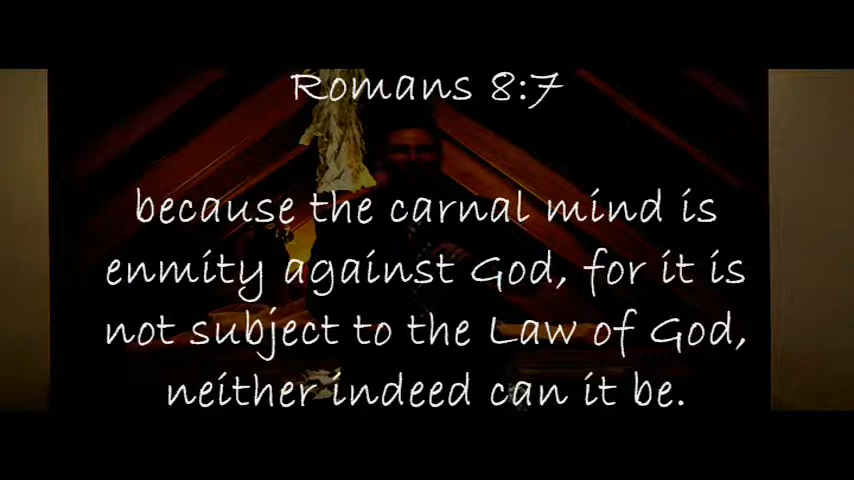 Romans 8:7
because the carnal mind is
enmity against God, for it is
not subject to the Law of God,
neither indeed can it be.